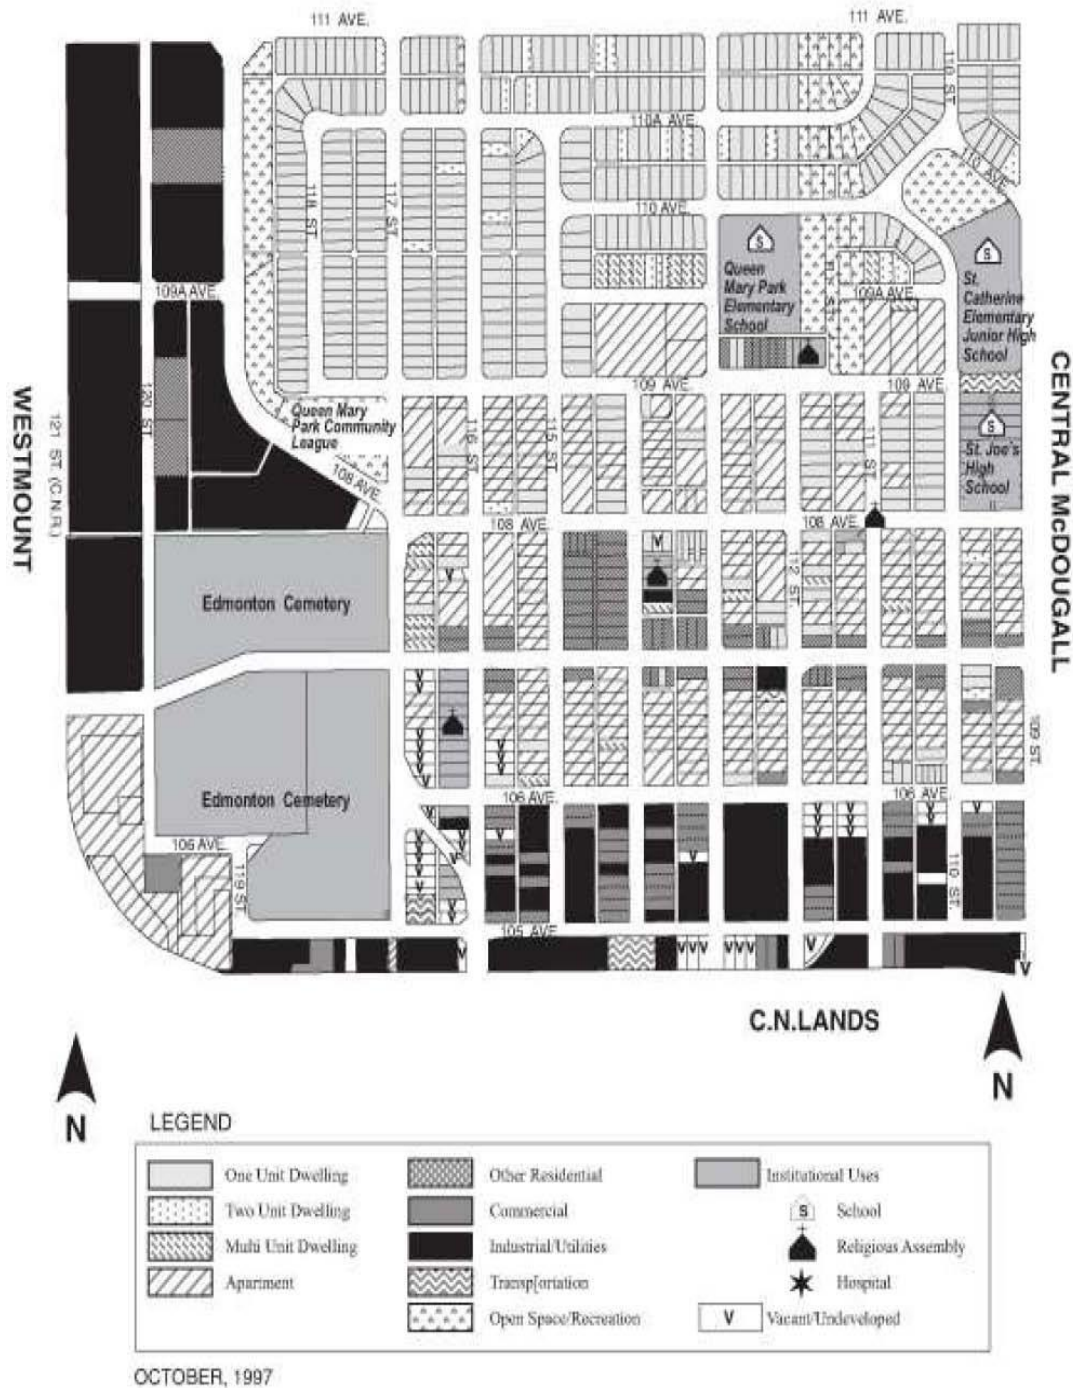 111 AVE.
111 AVE.
110 ST.
110A AVE.
110 AVE.
118 ST.
117 ST.
110 AVE.
S
Queen
Mary Park
Elementary
School
S
St.
Catherine
Elementary
Junior High
School
109A AVE.
109A AVE.
109 AVE.
109 AVE.
WESTMOUNT
121 ST. (C.N.R.)
120 ST.
Queen Mary
Park Community
League
108 AVE.
116 ST.
115 ST.
111 ST.
S
St. Joe's
High
School
CENTRAL McDOUGALL
108 AVE.
108 AVE.
112 ST.
V
V
Edmonton Cemetery
V
V
V
V
V
V
V
V
V
109 ST.
Edmonton Cemetery
106 AVE.
106 AVE.
106 AVE.
119 ST.
110 ST.
105 AVE.
V
V V V
V V V
V
V
C.N.LANDS
N
N
LEGEND
One Unit Dwelling
Two Unit Dwelling
Multi Unit Dwelling
Apartment
Other Residential
Commercial
Industrial/Utilities
Transp[ortation
Open Space/Recreation
Institutional Uses
S School
Religious Assembly
Hospital
V Vacant/Undeveloped
OCTOBER, 1997